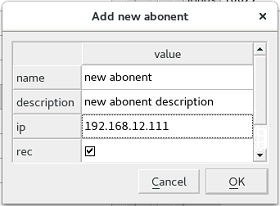 Add new abonent
value
name new abonent
description new abonent description
ip 192.168.12.111
rec
Cancel OK